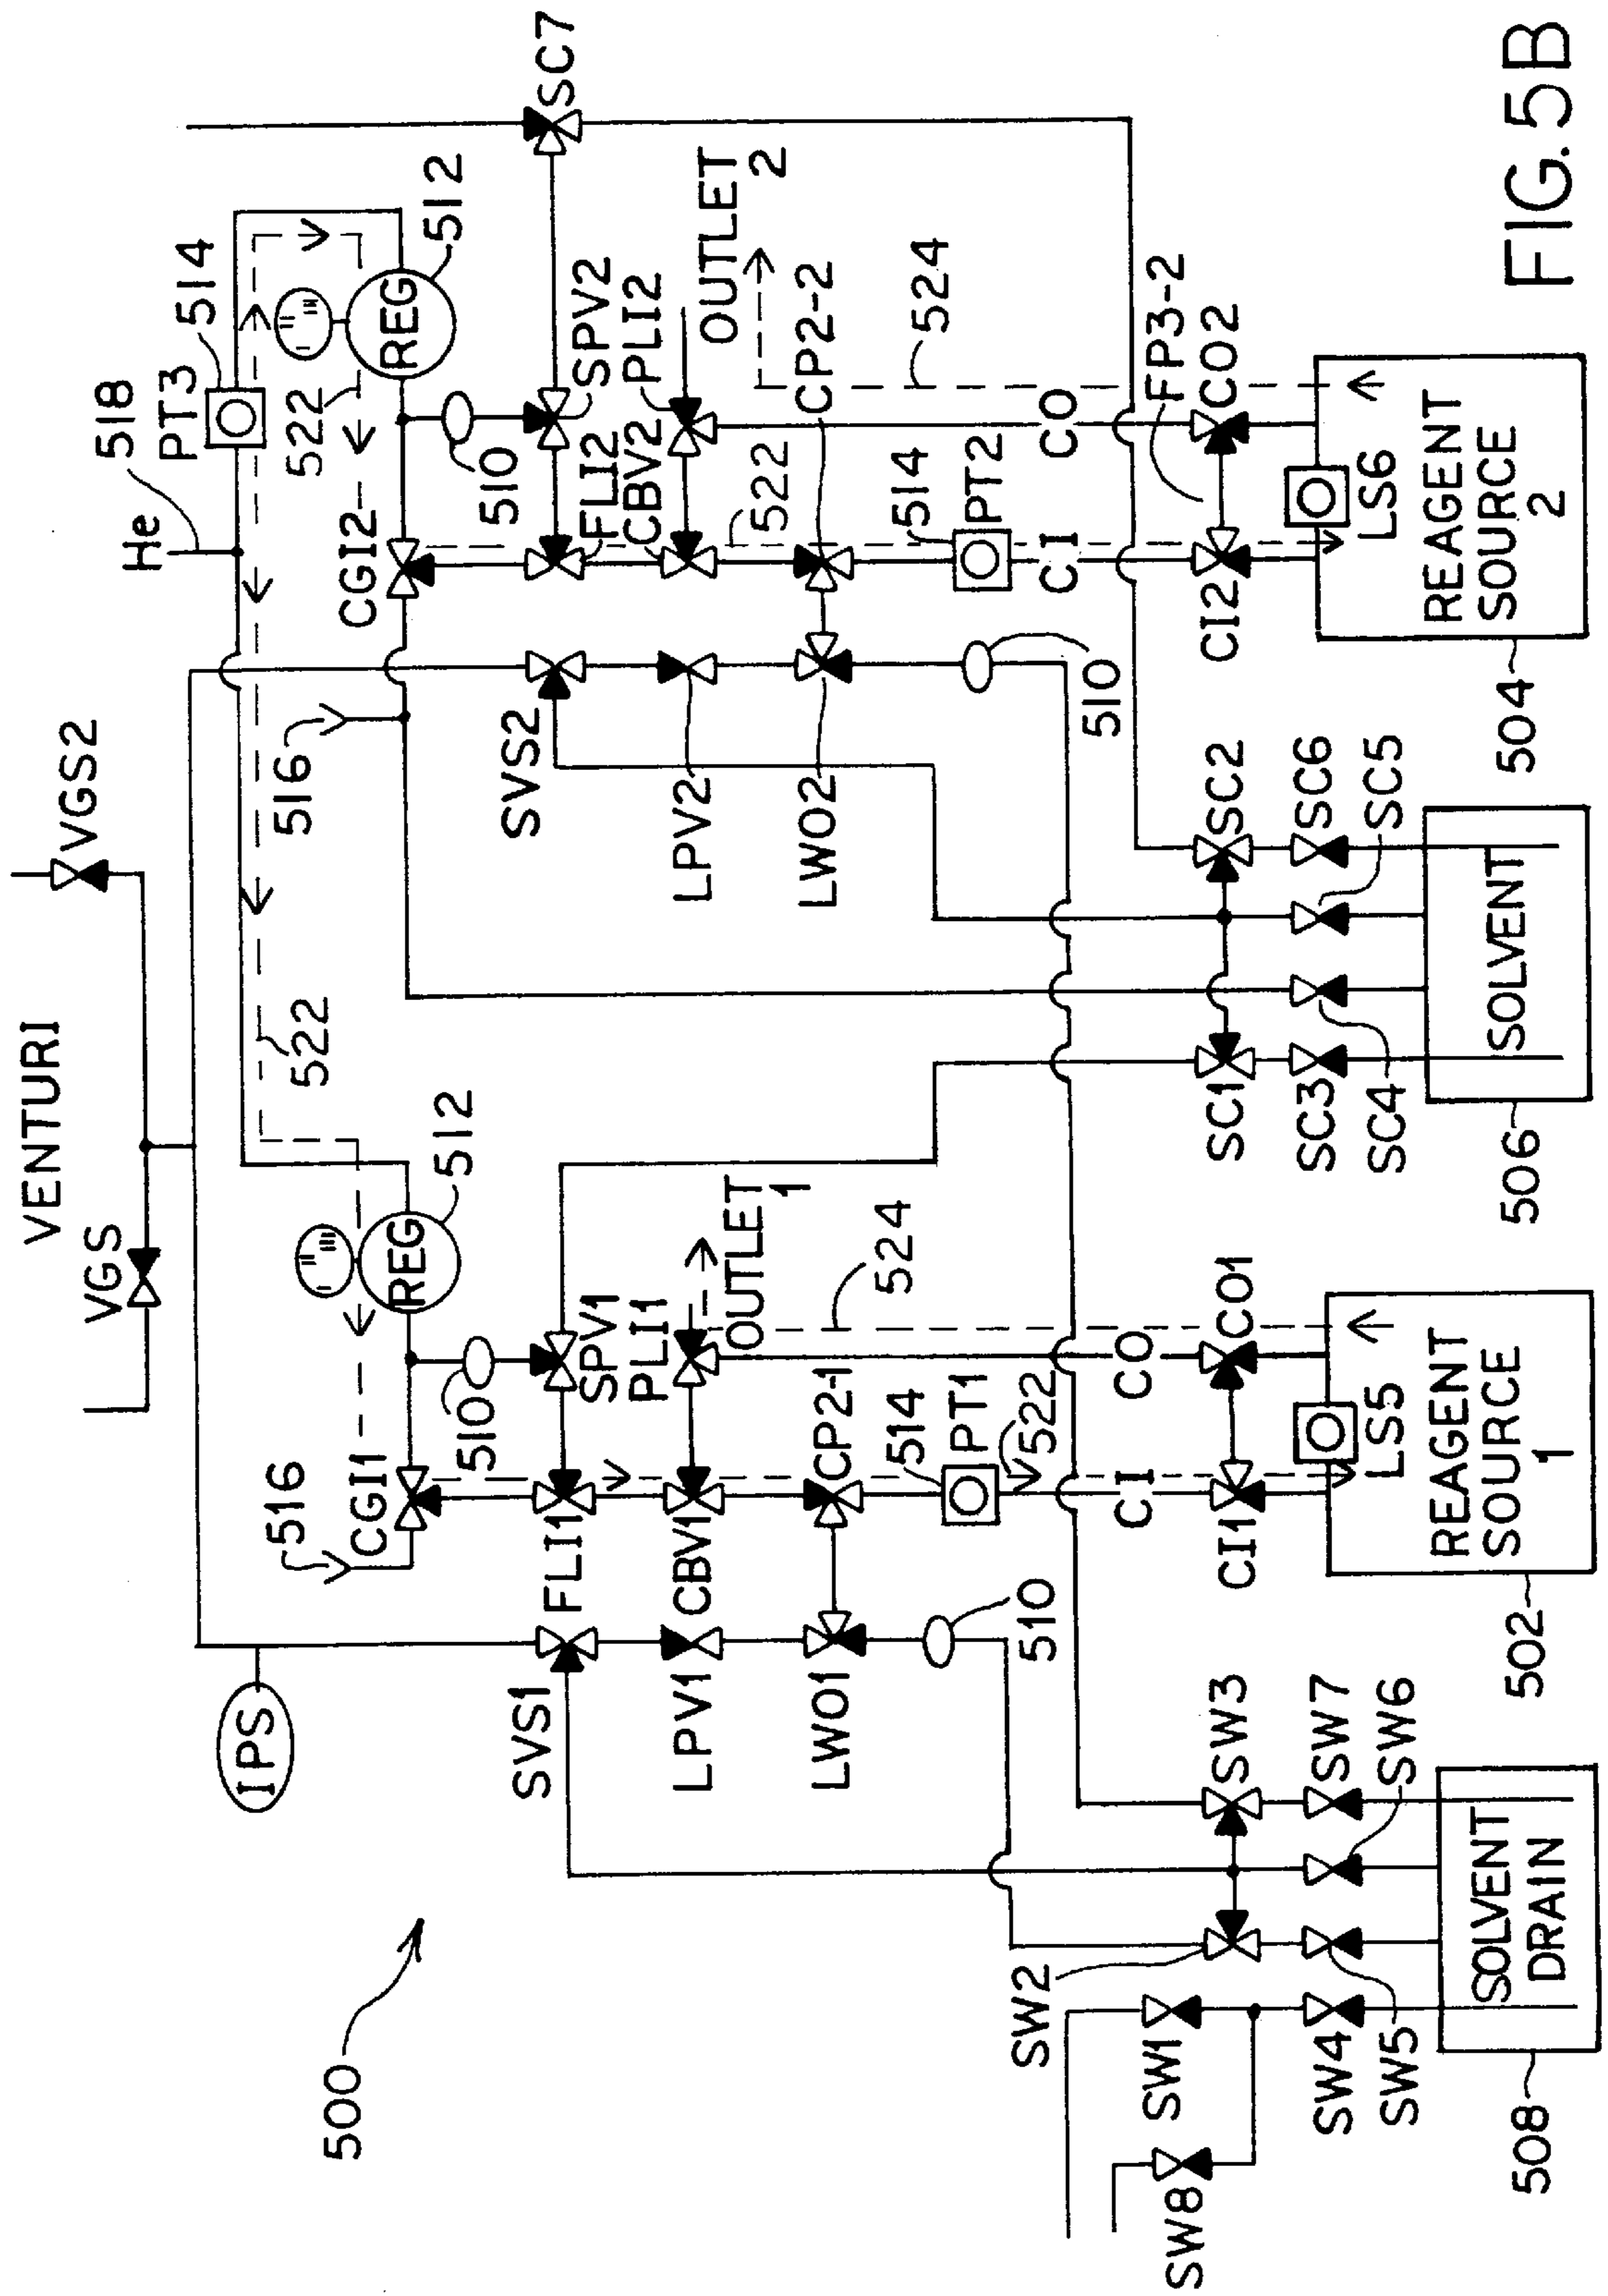 VENTURI
VGS
VGS2
He
518
PT3
514
522
512
REG
CGI2
510
SC7
SPV2
FLI2
PLI2
CBV2
OUTLET
2
CP2-2
522
514
PT2
524
CO
CI
FP3-2
CO2
CI2
LS6
REAGENT
SOURCE
2
504
516
SVS2
LPV2
LWO2
510
522
512
REG
516
CGI1
510
IPS
SVS1
FLI1
SPV1
PLI1
OUTLET
1
LPV1
CBV1
CP2-1
LWO1
514
PT1
522
524
510
CO
CI
CO1
CI1
LS5
REAGENT
SOURCE
1
502
SC1
SC2
SC3
SC4
SC5
SC6
SOLVENT
506
500
SW8
SW1
SW2
SW3
SW4
SW5
SW6
SW7
SOLVENT
DRAIN
508
FIG. 5B